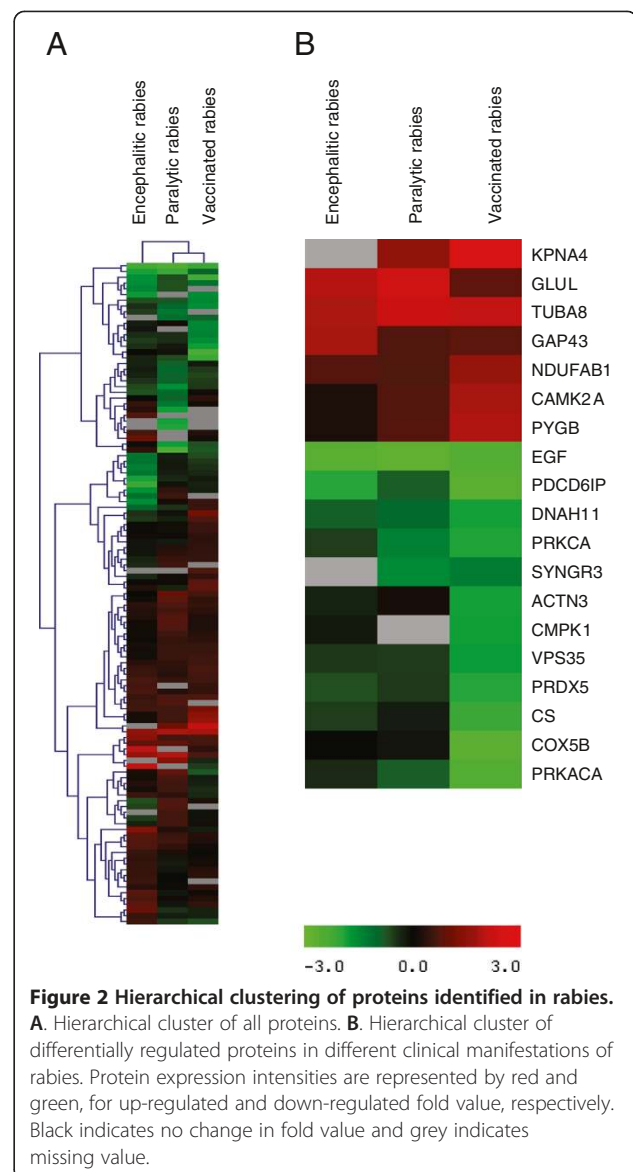 A
B
Encephalitic rabies
Paralytic rabies
Vaccinated rabies
Encephalitic rabies
Paralytic rabies
Vaccinated rabies
KPNA4
GLUL
TUBA8
GAP43
NDUFAB1
CAMK2A
PYGB
EGF
PDCD6IP
DNAH11
PRKCA
SYNGR3
ACTN3
CMPK1
VPS35
PRDX5
CS
COX5B
PRKACA
-3.0 0.0 3.0
Figure 2 Hierarchical clustering of proteins identified in rabies.
A. Hierarchical cluster of all proteins. B. Hierarchical cluster of
differentially regulated proteins in different clinical manifestations of
rabies. Protein expression intensities are represented by red and
green, for up-regulated and down-regulated fold value, respectively.
Black indicates no change in fold value and grey indicates
missing value.